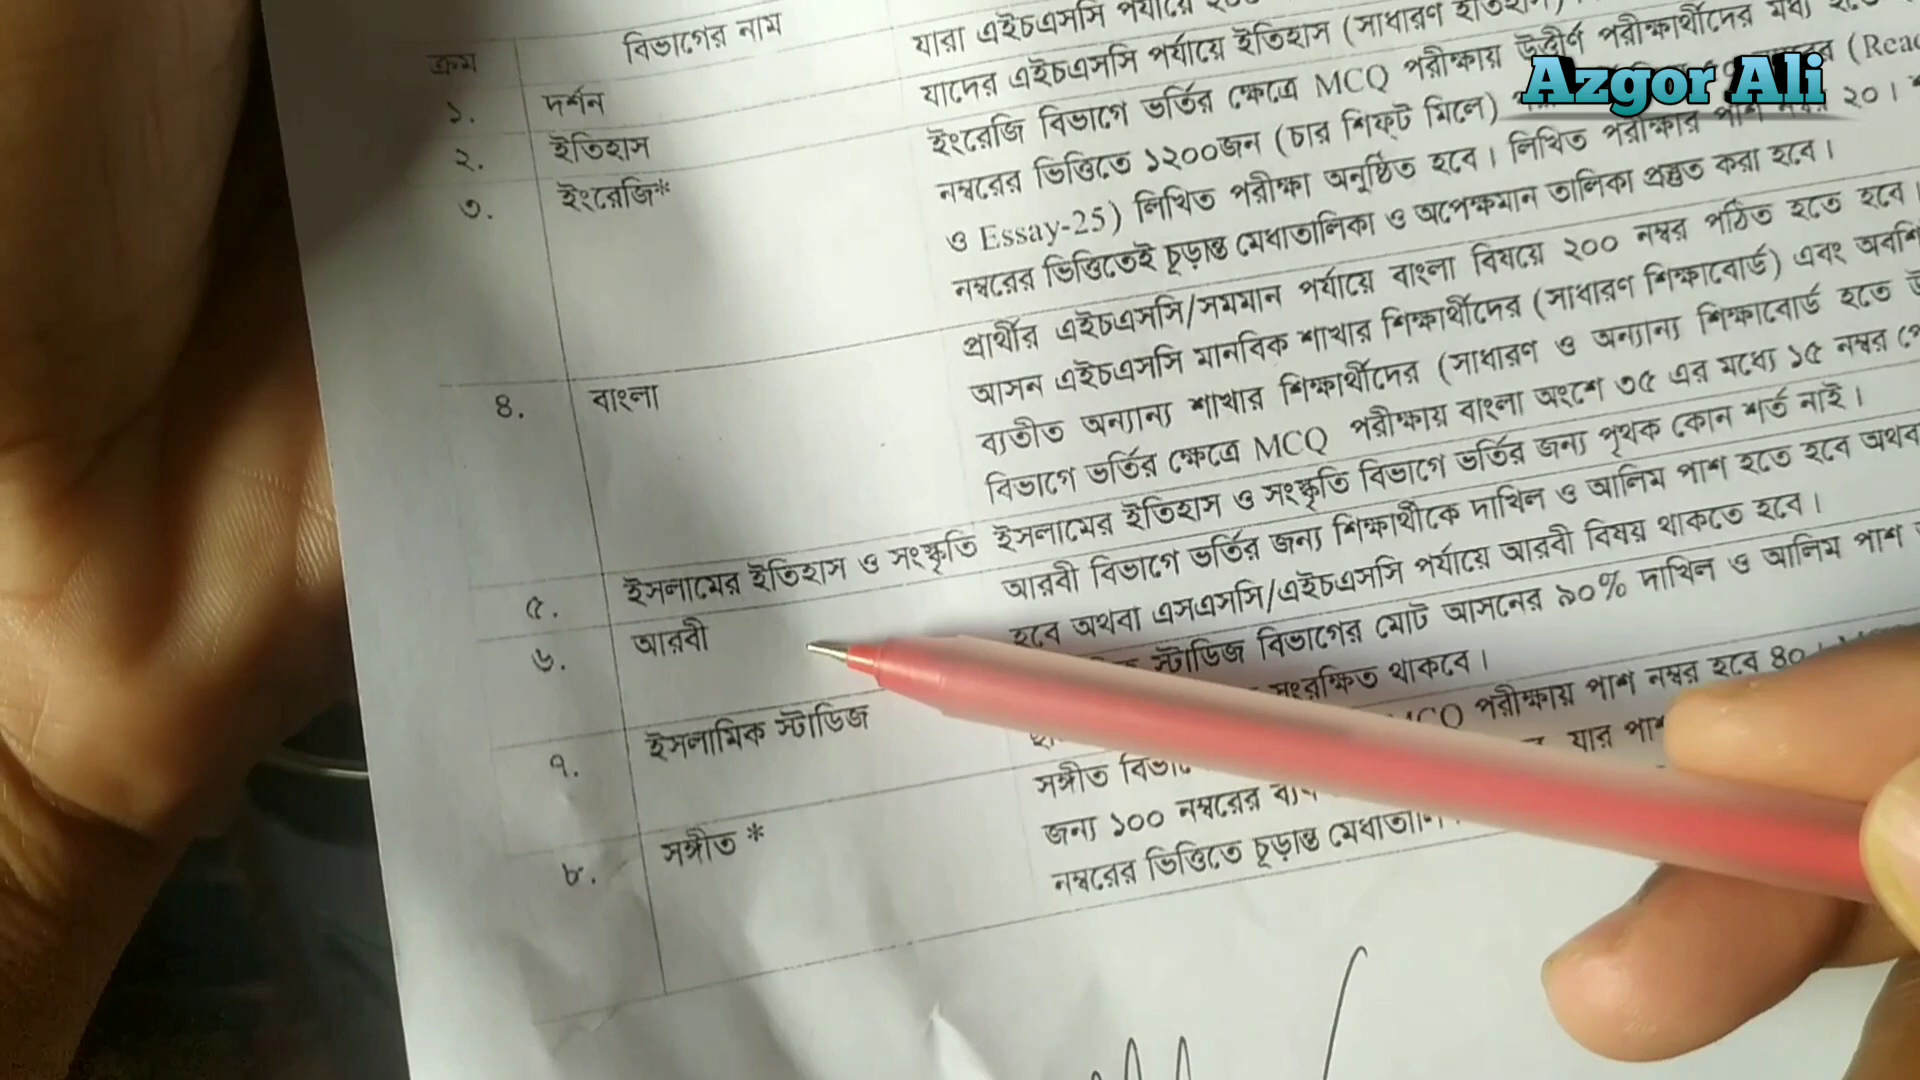 ক্রম
বিভাগের নাম
যারা এইচএসসি পর্যায়ে
Azgor Ali
১.
দর্শন
যাদের এইচএসসি পর্যায়ে ইতিহাস (সাধারণ
২.
ইতিহাস
ইংরেজি বিভাগে ভর্তির ক্ষেত্রে MCQ পরীক্ষায় উত্তীর্ণ পরীক্ষার্থীদের মধ্য
৩.
ইংরেজি*
নম্বরের ভিত্তিতে ১২০০জন (চার শিফ্ট মিলে)
ও Essay-25) লিখিত পরীক্ষা অনুষ্ঠিত হবে। লিখিত পরীক্ষার পাশ নম্বর ২০।
নম্বরের ভিত্তিতেই চূড়ান্ত মেধাতালিকা ও অপেক্ষমান তালিকা প্রস্তুত করা হবে।
৪.
বাংলা
প্রার্থীর এইচএসসি/সমমান পর্যায়ে বাংলা বিষয়ে ২০০ নম্বর পঠিত হতে হবে।
আসন এইচএসসি মানবিক শাখার শিক্ষার্থীদের (সাধারণ শিক্ষাবোর্ড) এবং
ব্যতীত অন্যান্য শাখার শিক্ষার্থীদের (সাধারণ ও অন্যান্য শিক্ষাবোর্ড হতে
বিভাগে ভর্তির ক্ষেত্রে MCQ পরীক্ষায় বাংলা অংশে ৩৫ এর মধ্যে ১৫ নম্বর
৫.
ইসলামের ইতিহাস ও সংস্কৃতি
ইসলামের ইতিহাস ও সংস্কৃতি বিভাগে ভর্তির জন্য পৃথক কোন শর্ত নাই।
৬.
আরবী
আরবী বিভাগে ভর্তির জন্য শিক্ষার্থীকে দাখিল ও আলিম পাশ হতে হবে অথবা
হবে অথবা এসএসসি/এইচএসসি পর্যায়ে আরবী বিষয় থাকতে হবে।
৭.
ইসলামিক স্টাডিজ
স্টাডিজ বিভাগের মোট আসনের ৯০% দাখিল ও আলিম পাশ
সংরক্ষিত থাকবে।
৮.
সঙ্গীত *
সঙ্গীত
পরীক্ষায় পাশ নম্বর হবে ৪০
জন্য ১০০ নম্বরের
যার
নম্বরের ভিত্তিতে চূড়ান্ত